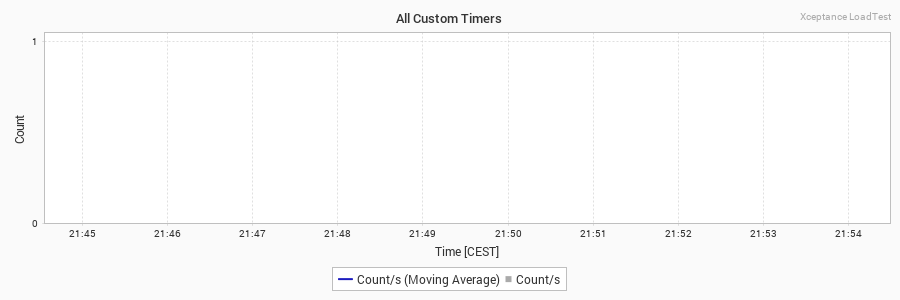 All Custom Timers
Xceptance LoadTest
1
Count
0
21:45 21:46 21:47 21:48 21:49 21:50 21:51 21:52 21:53 21:54
Time [CEST]
Count/s (Moving Average) Count/s